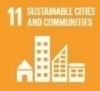 11 SUSTAINABLE CITIES
AND COMMUNITIES